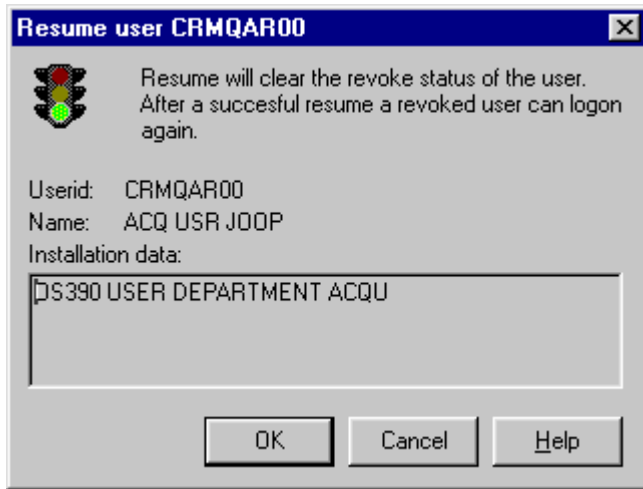 Resume user CRMQAR00
Resume will clear the revoke status of the user.
After a succesful resume a revoked user can logon
again.
Userid: CRMQAR00
Name: ACQ USR JOOP
Installation data:
OS390 USER DEPARTMENT ACQU
OK Cancel Help